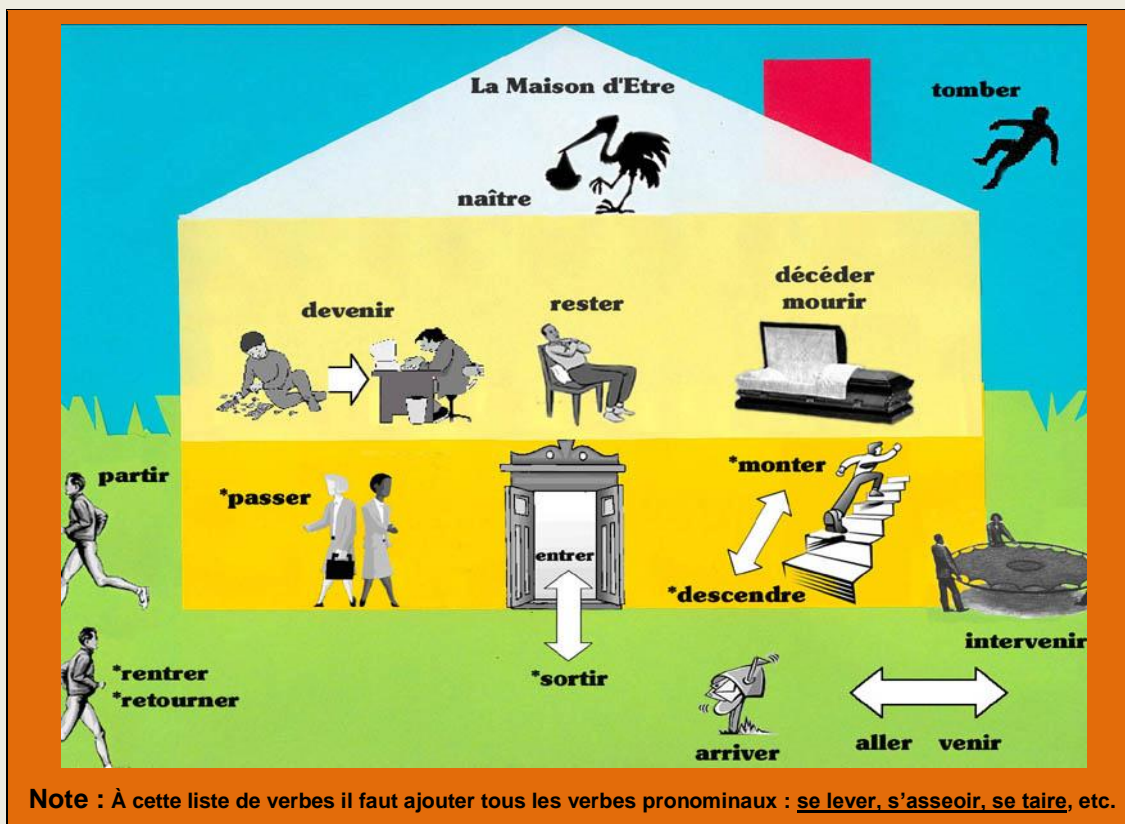 La Maison d'Etre
tomber
naître
décéder
mourir
devenir
rester
partir
*passer
*monter
entrer
*descendre
intervenir
*rentrer
*retourner
*sortir
arriver
aller venir
Note : À cette liste de verbes il faut ajouter tous les verbes pronominaux : se lever, s'asseoir, se taire, etc.